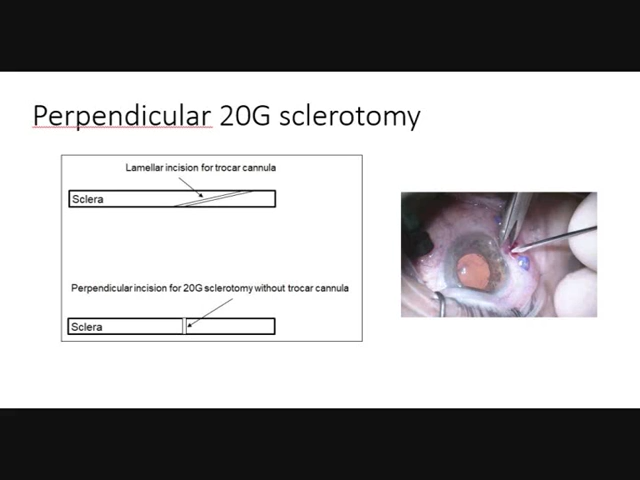 Perpendicular 20G sclerotomy
Lamellar incision for trocar cannula
Sclera
Perpendicular incision for 20G sclerotomy without trocar cannula
Sclera